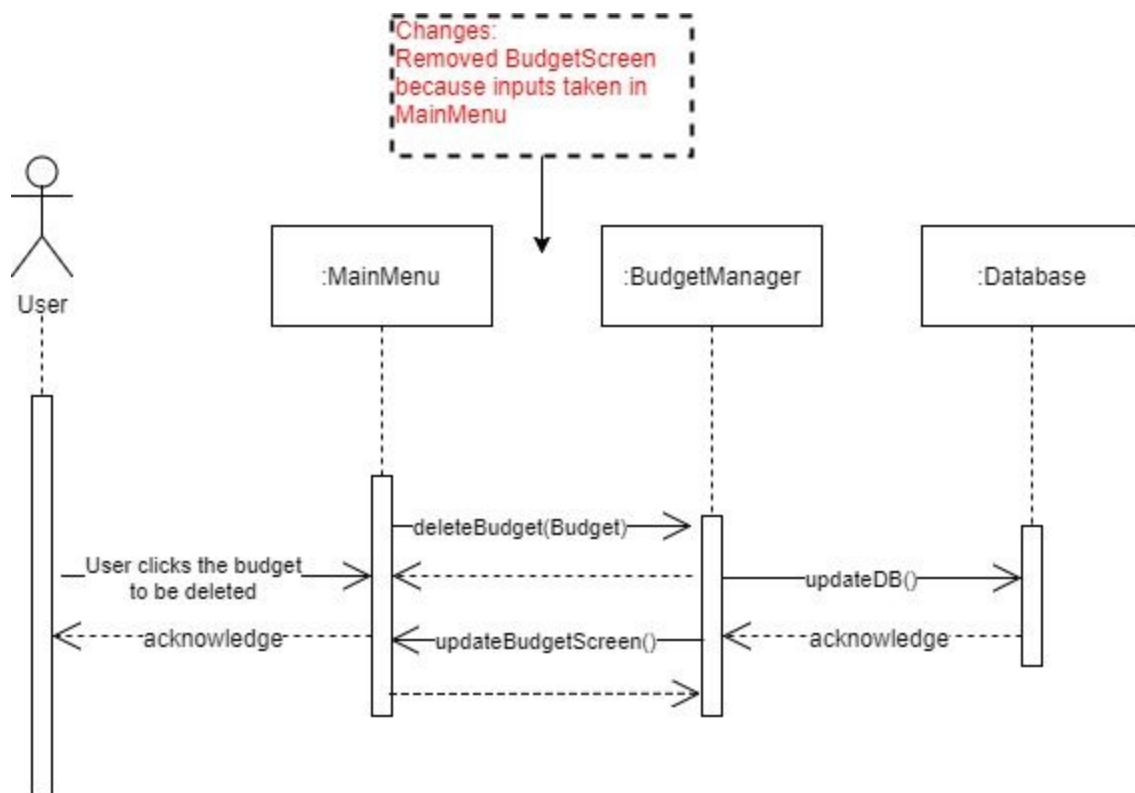 Changes:
Removed BudgetScreen
because inputs taken in
MainMenu
User
:MainMenu
:BudgetManager
:Database
deleteBudget(Budget)
User clicks the budget
to be deleted
updateDB()
acknowledge
updateBudgetScreen()
acknowledge